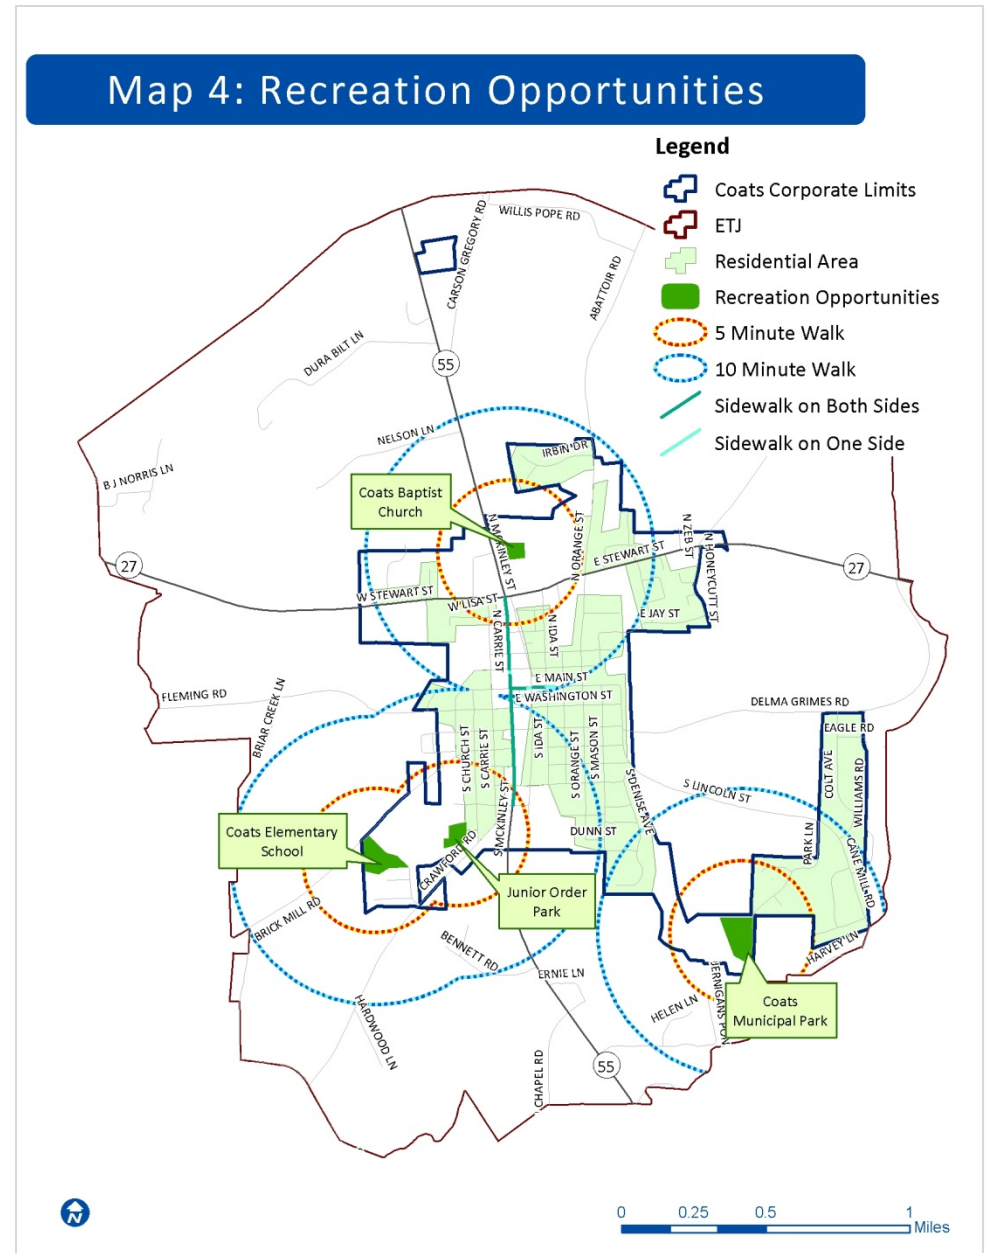 Map 4: Recreation Opportunities
Legend
Coats Corporate Limits
ETJ
Residential Area
Recreation Opportunities
5 Minute Walk
10 Minute Walk
Sidewalk on Both Sides
Sidewalk on One Side
WILLIS POPE RD
CARSON GREGORY RD
ABATTOIR RD
DURA BILT LN
55
NELSON LN
IRBIN DR
B J NORRIS LN
Coats Baptist
Church
N MCKINLEY ST
N ORANGE ST
E STEWART ST
N ZEB ST
N HONEYCUTT ST
27
27
W STEWART ST
W LISA ST
N CARRIE ST
N IDA ST
E JAY ST
E MAIN ST
E WASHINGTON ST
FLEMING RD
BRIAR CREEK LN
DELMA GRIMES RD
EAGLE RD
S CHURCH ST
S CARRIE ST
S IDA ST
S ORANGE ST
S MASON ST
S DENISE AVE
S LINCOLN ST
COLT AVE
WILLIAMS RD
S MCKINLEY ST
DUNN ST
PARK LN
CANE MILL RD
Coats Elementary
School
CRAWFORD RD
Junior Order
Park
BRICK MILL RD
BENNETT RD
HARVEY LN
ERNIE LN
HELEN LN
JERNIGANS PON
Coats
Municipal Park
HARDWOOD LN
CHAPEL RD
55
N
0 0.25 0.5 1
Miles